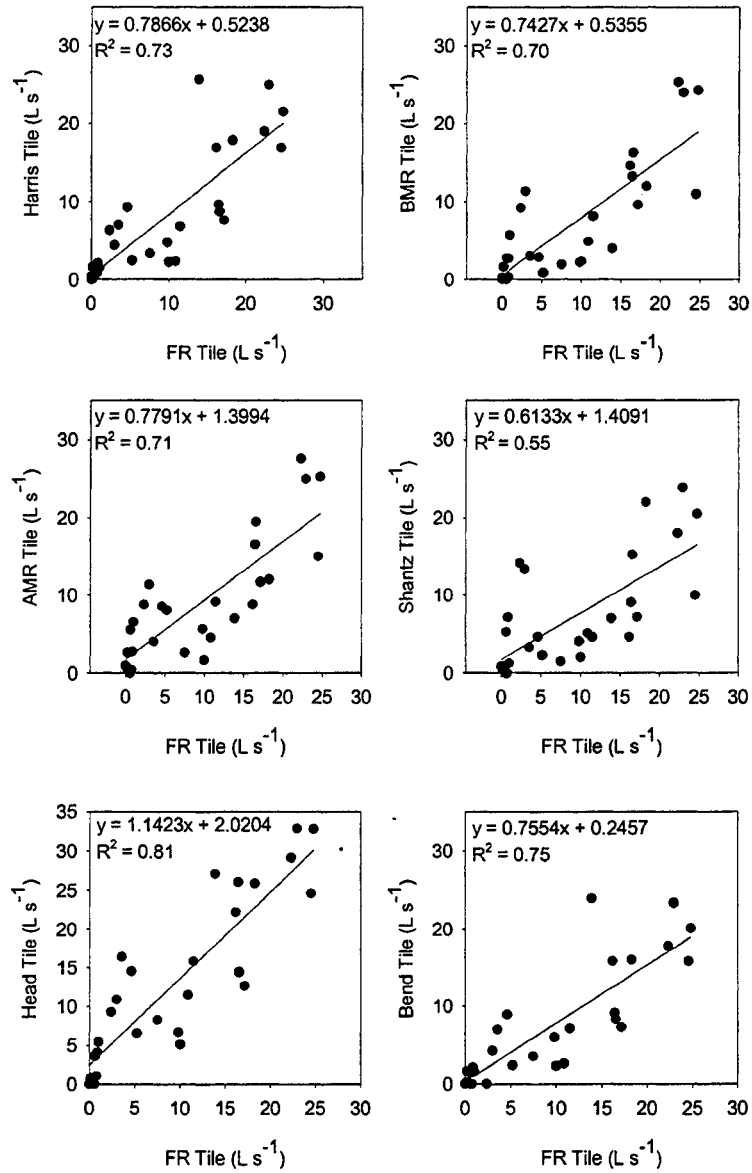 y = 0.7866x + 0.5238
R² = 0.73
Harris Tile (L s⁻¹)
30
20
10
0
0 10 20 30
FR Tile (L s⁻¹)
y = 0.7427x + 0.5355
R² = 0.70
BMR Tile (L s⁻¹)
30
20
10
0
0 5 10 15 20 25 30
FR Tile (L s⁻¹)
y = 0.7791x + 1.3994
R² = 0.71
AMR Tile (L s⁻¹)
30
20
10
0
0 5 10 15 20 25 30
FR Tile (L s⁻¹)
y = 0.6133x + 1.4091
R² = 0.55
Shantz Tile (L s⁻¹)
30
20
10
0
0 5 10 15 20 25 30
FR Tile (L s⁻¹)
y = 1.1423x + 2.0204
R² = 0.81
Head Tile (L s⁻¹)
35
30
25
20
15
10
5
0
0 5 10 15 20 25 30
FR Tile (L s⁻¹)
y = 0.7554x + 0.2457
R² = 0.75
Bend Tile (L s⁻¹)
30
20
10
0
0 5 10 15 20 25 30
FR Tile (L s⁻¹)